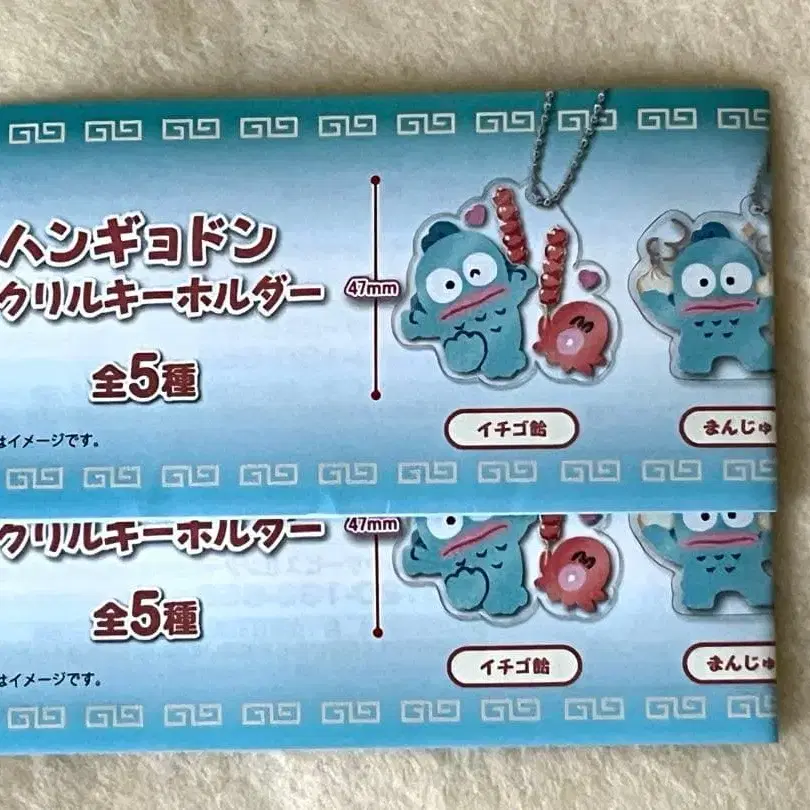 ハンギョドン
クリルキーホルダー
全5種
はイメージです。
47mm
イチゴ飴
まんじゅ
クリルキーホルダー
全5種
はイメージです。
47mm
イチゴ飴
まんじゅ